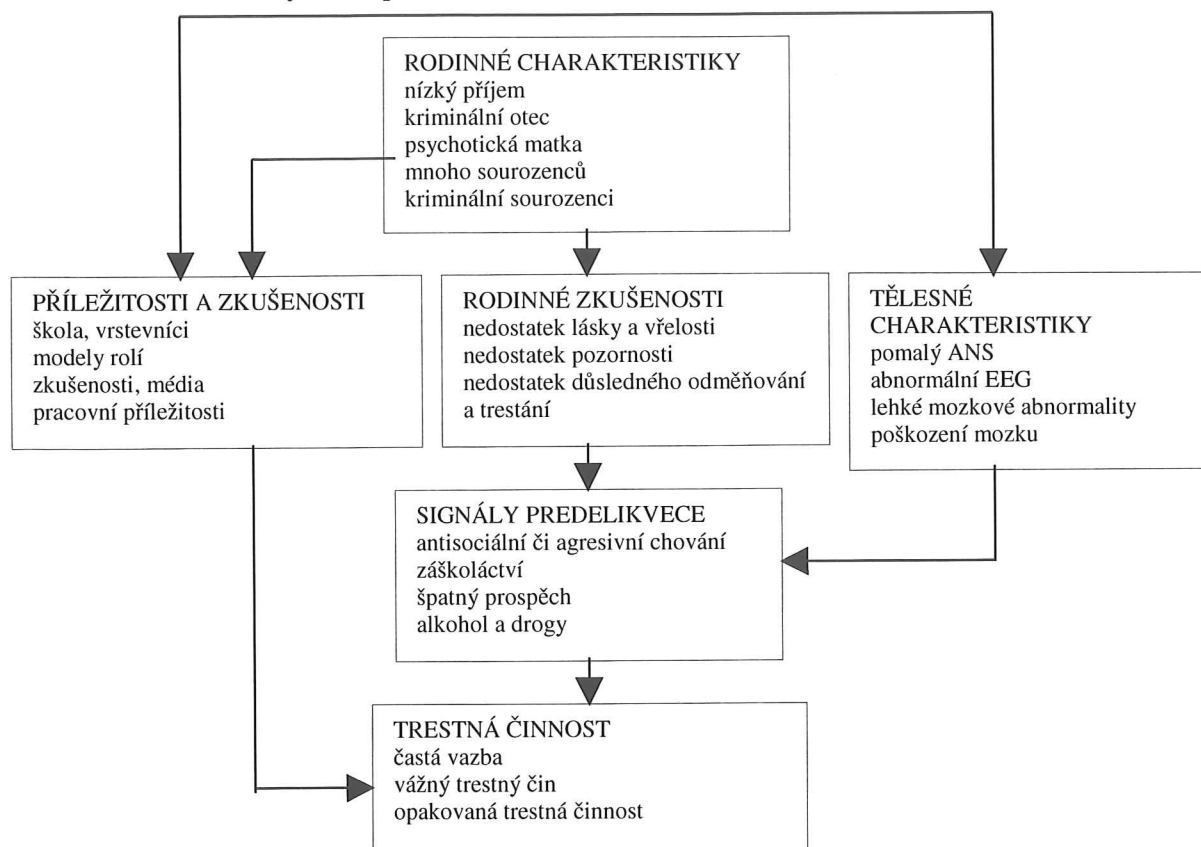 RODINNÉ CHARAKTERISTIKY
nízký příjem
kriminální otec
psychotická matka
mnoho sourozenců
kriminální sourozenci
PŘÍLEŽITOSTI A ZKUŠENOSTI
škola, vrstevníci
modely rolí
zkušenosti, média
pracovní příležitosti
RODINNÉ ZKUŠENOSTI
nedostatek lásky a vřelosti
nedostatek pozornosti
nedostatek důsledného odměňování
a trestání
TĚLESNÉ
CHARAKTERISTIKY
pomalý ANS
abnormální EEG
lehké mozkové abnormality
poškození mozku
SIGNÁLY PREDELIKVECE
antisociální či agresivní chování
záškoláctví
špatný prospěch
alkohol a drogy
TRESTNÁ ČINNOST
častá vazba
vážný trestný čin
opakovaná trestná činnost